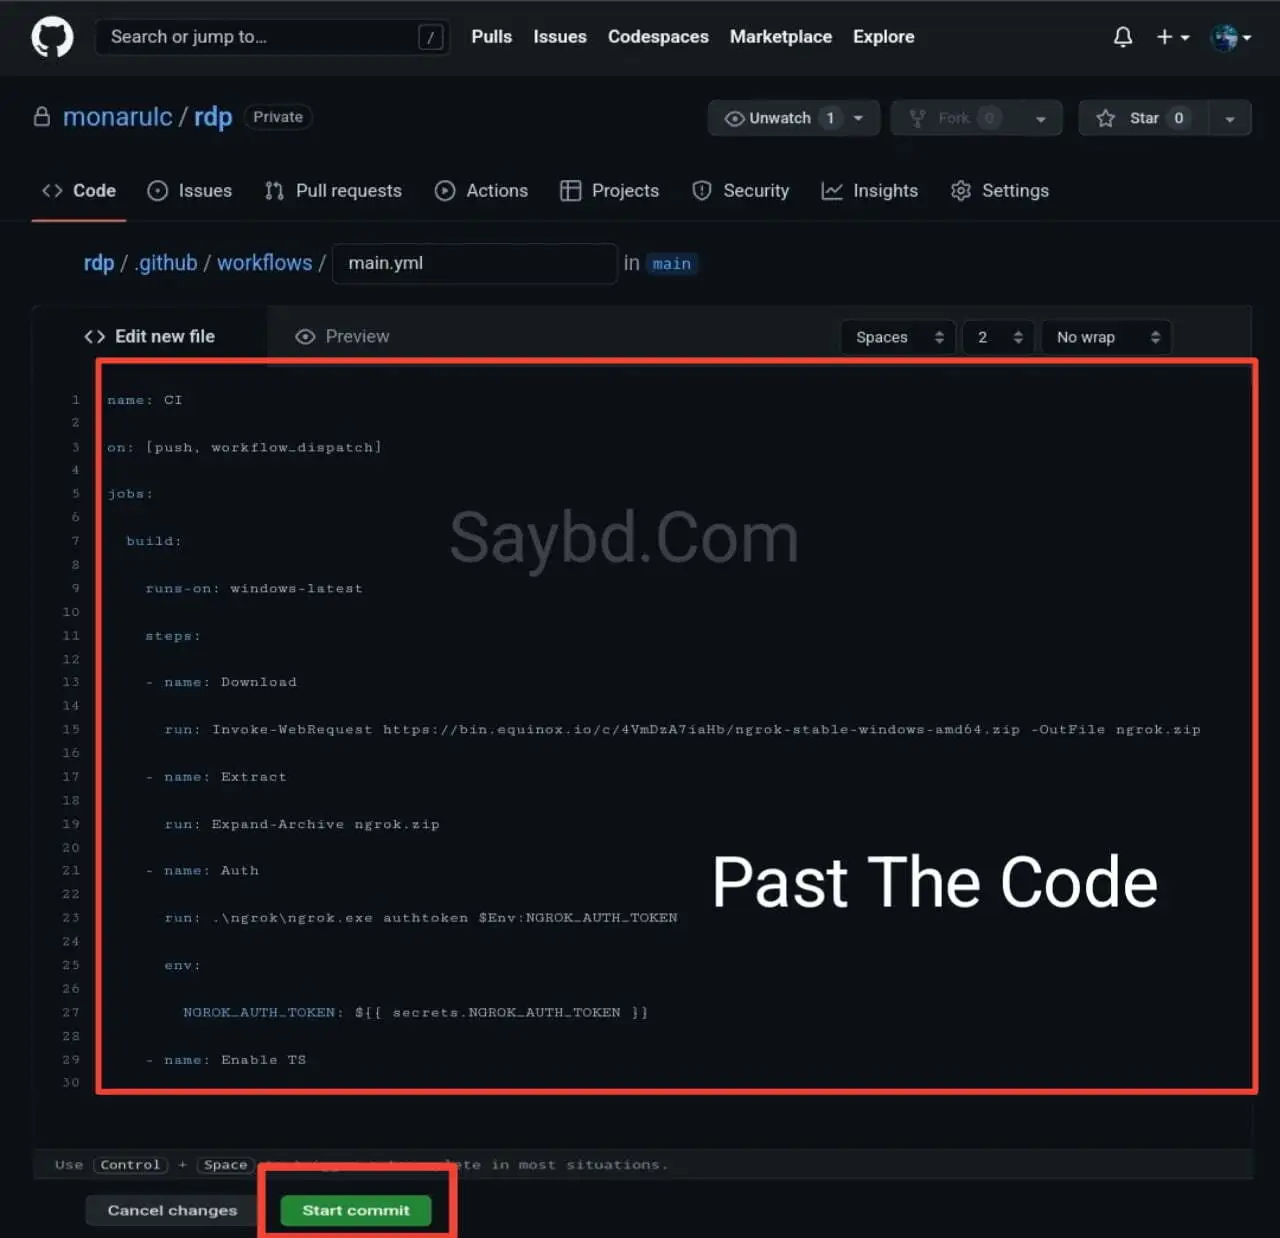 Search or jump to... /
Pulls Issues Codespaces Marketplace Explore
monarulc / rdp Private
Unwatch 1 Fork 0 Star 0
Code Issues Pull requests Actions Projects Security Insights Settings
rdp / .github / workflows / main.yml in main
Edit new file Preview Spaces 2 No wrap
1 name: CI
2
3 on: [push, workflow_dispatch]
4
5 jobs:
6
7 build:
Saybd.Com
8
9 runs-on: windows-latest
10
11 steps:
12
13 - name: Download
14
15 run: Invoke-WebRequest https://bin.equinox.io/c/4VmDzA7iaHb/ngrok-stable-windows-amd64.zip -OutFile ngrok.zip
16
17 - name: Extract
18
19 run: Expand-Archive ngrok.zip
20
21 - name: Auth
Past The Code
22
23 run: .\ngrok\ngrok.exe authtoken $Env:NGROK_AUTH_TOKEN
24
25 env:
26
27 NGROK_AUTH_TOKEN: ${{ secrets.NGROK_AUTH_TOKEN }}
28
29 - name: Enable TS
30
Use Control + Space in most situations.
Cancel changes Start commit